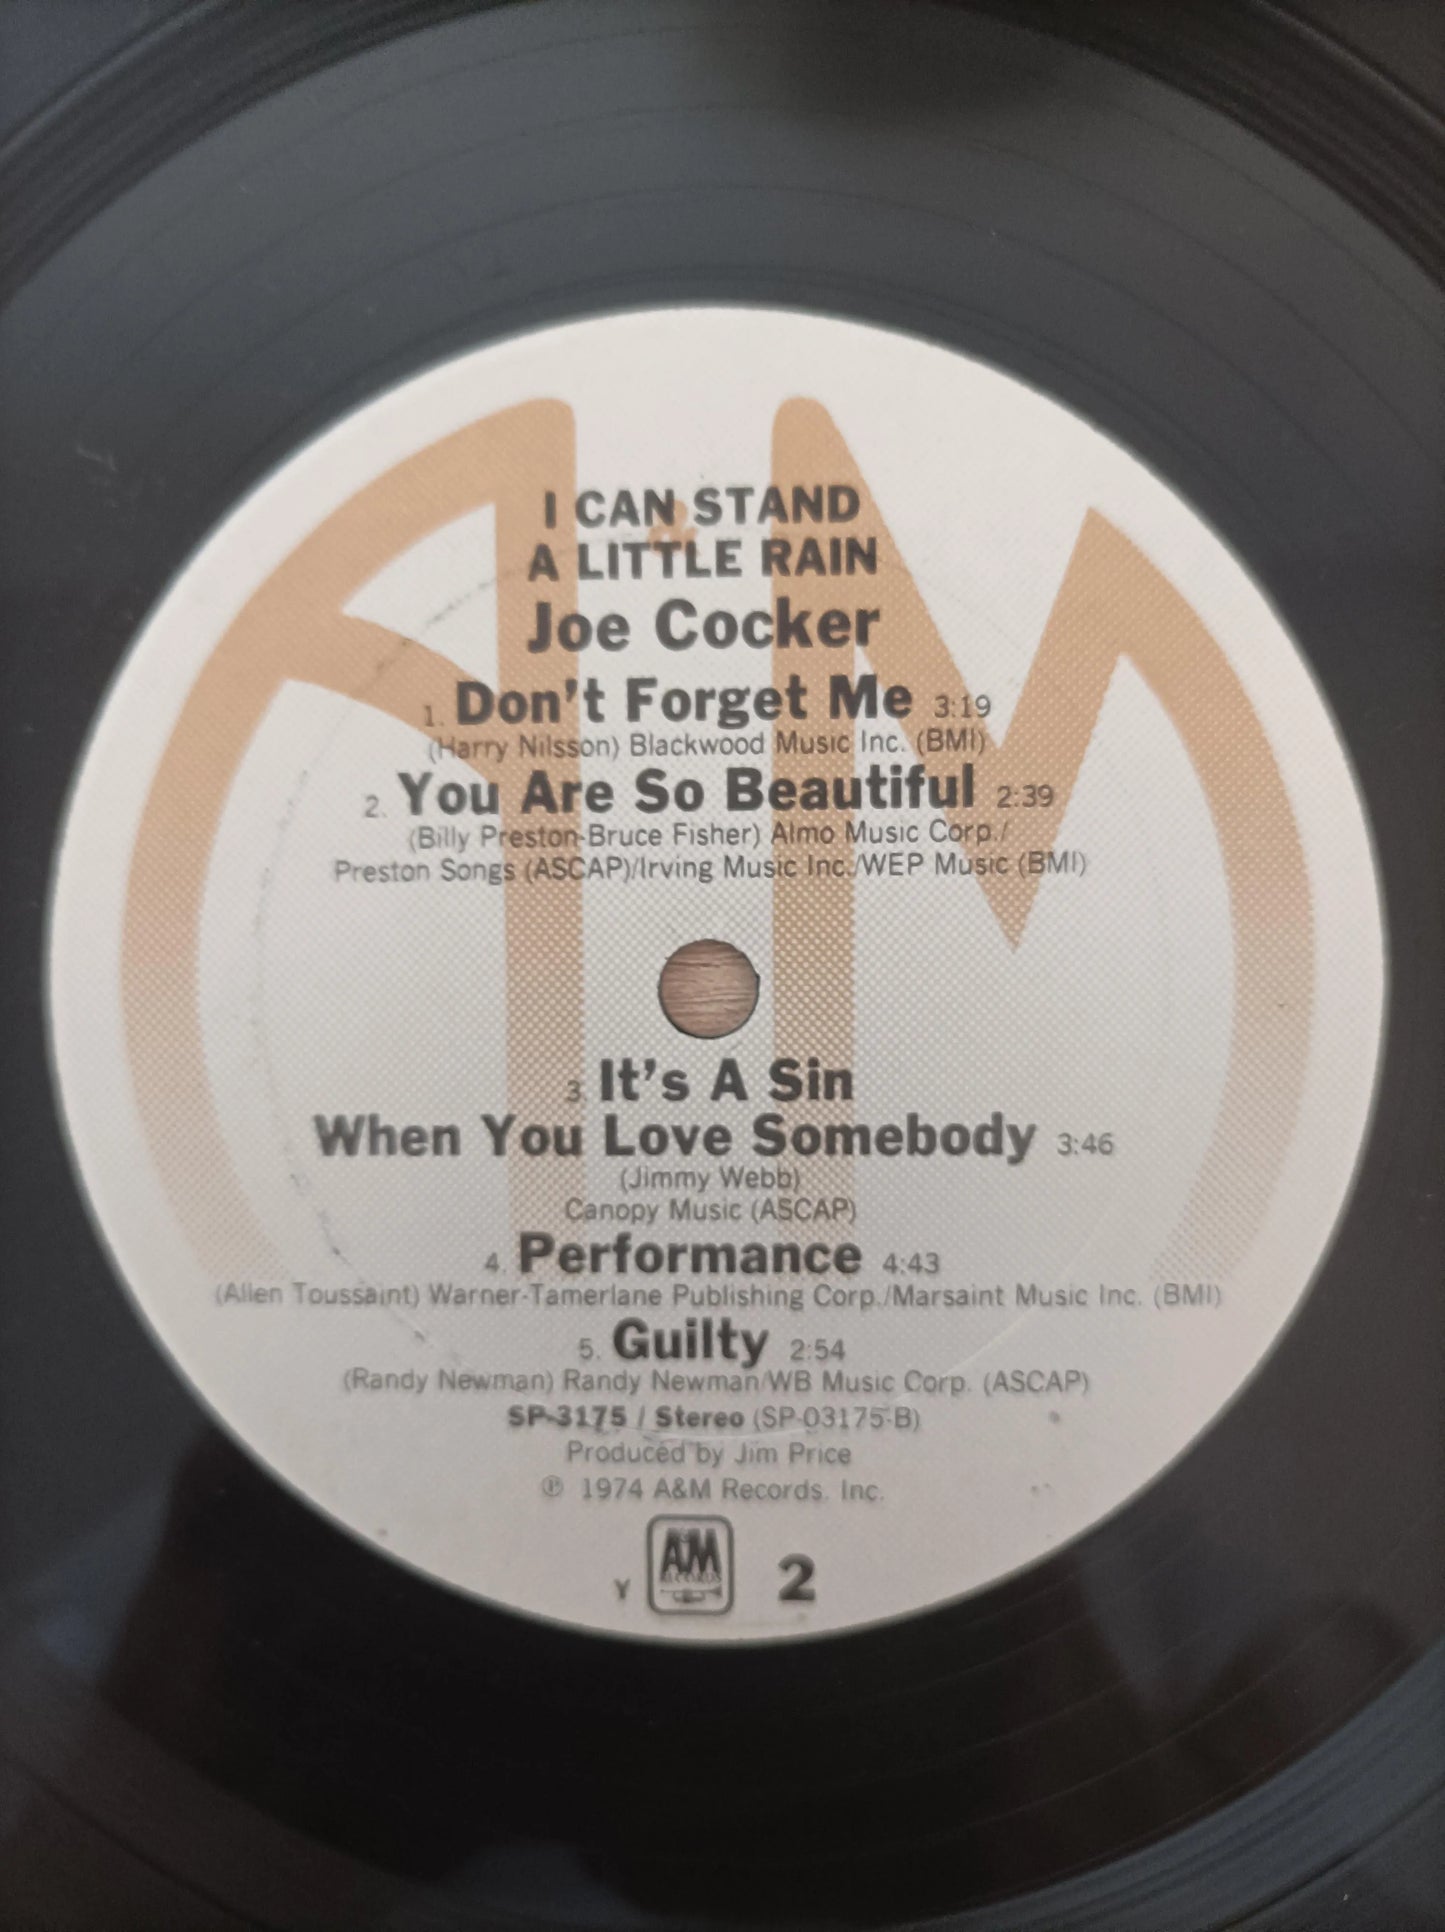 I CAN STAND
A LITTLE RAIN
Joe Cocker
1. Don't Forget Me 3:19
(Harry Nilsson) Blackwood Music Inc. (BMI)
2. You Are So Beautiful 2:39
(Billy Preston-Bruce Fisher) Almo Music Corp./
Preston Songs (ASCAP)/Irving Music Inc./WEP Music (BMI)
3. It's A Sin
When You Love Somebody 3:46
(Jimmy Webb)
Canopy Music (ASCAP)
4. Performance 4:43
(Allen Toussaint) Warner-Tamerlane Publishing Corp./Marsaint Music Inc. (BMI)
5. Guilty 2:54
(Randy Newman) Randy Newman/WB Music Corp. (ASCAP)
SP-3175 / Stereo (SP-03175-B)
Produced by Jim Price
℗ 1974 A&M Records, Inc.
Y A&M RECORDS 2